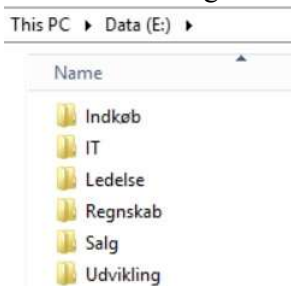 This PC ▸ Data (E:) ▸
Name
Indkøb
IT
Ledelse
Regnskab
Salg
Udvikling